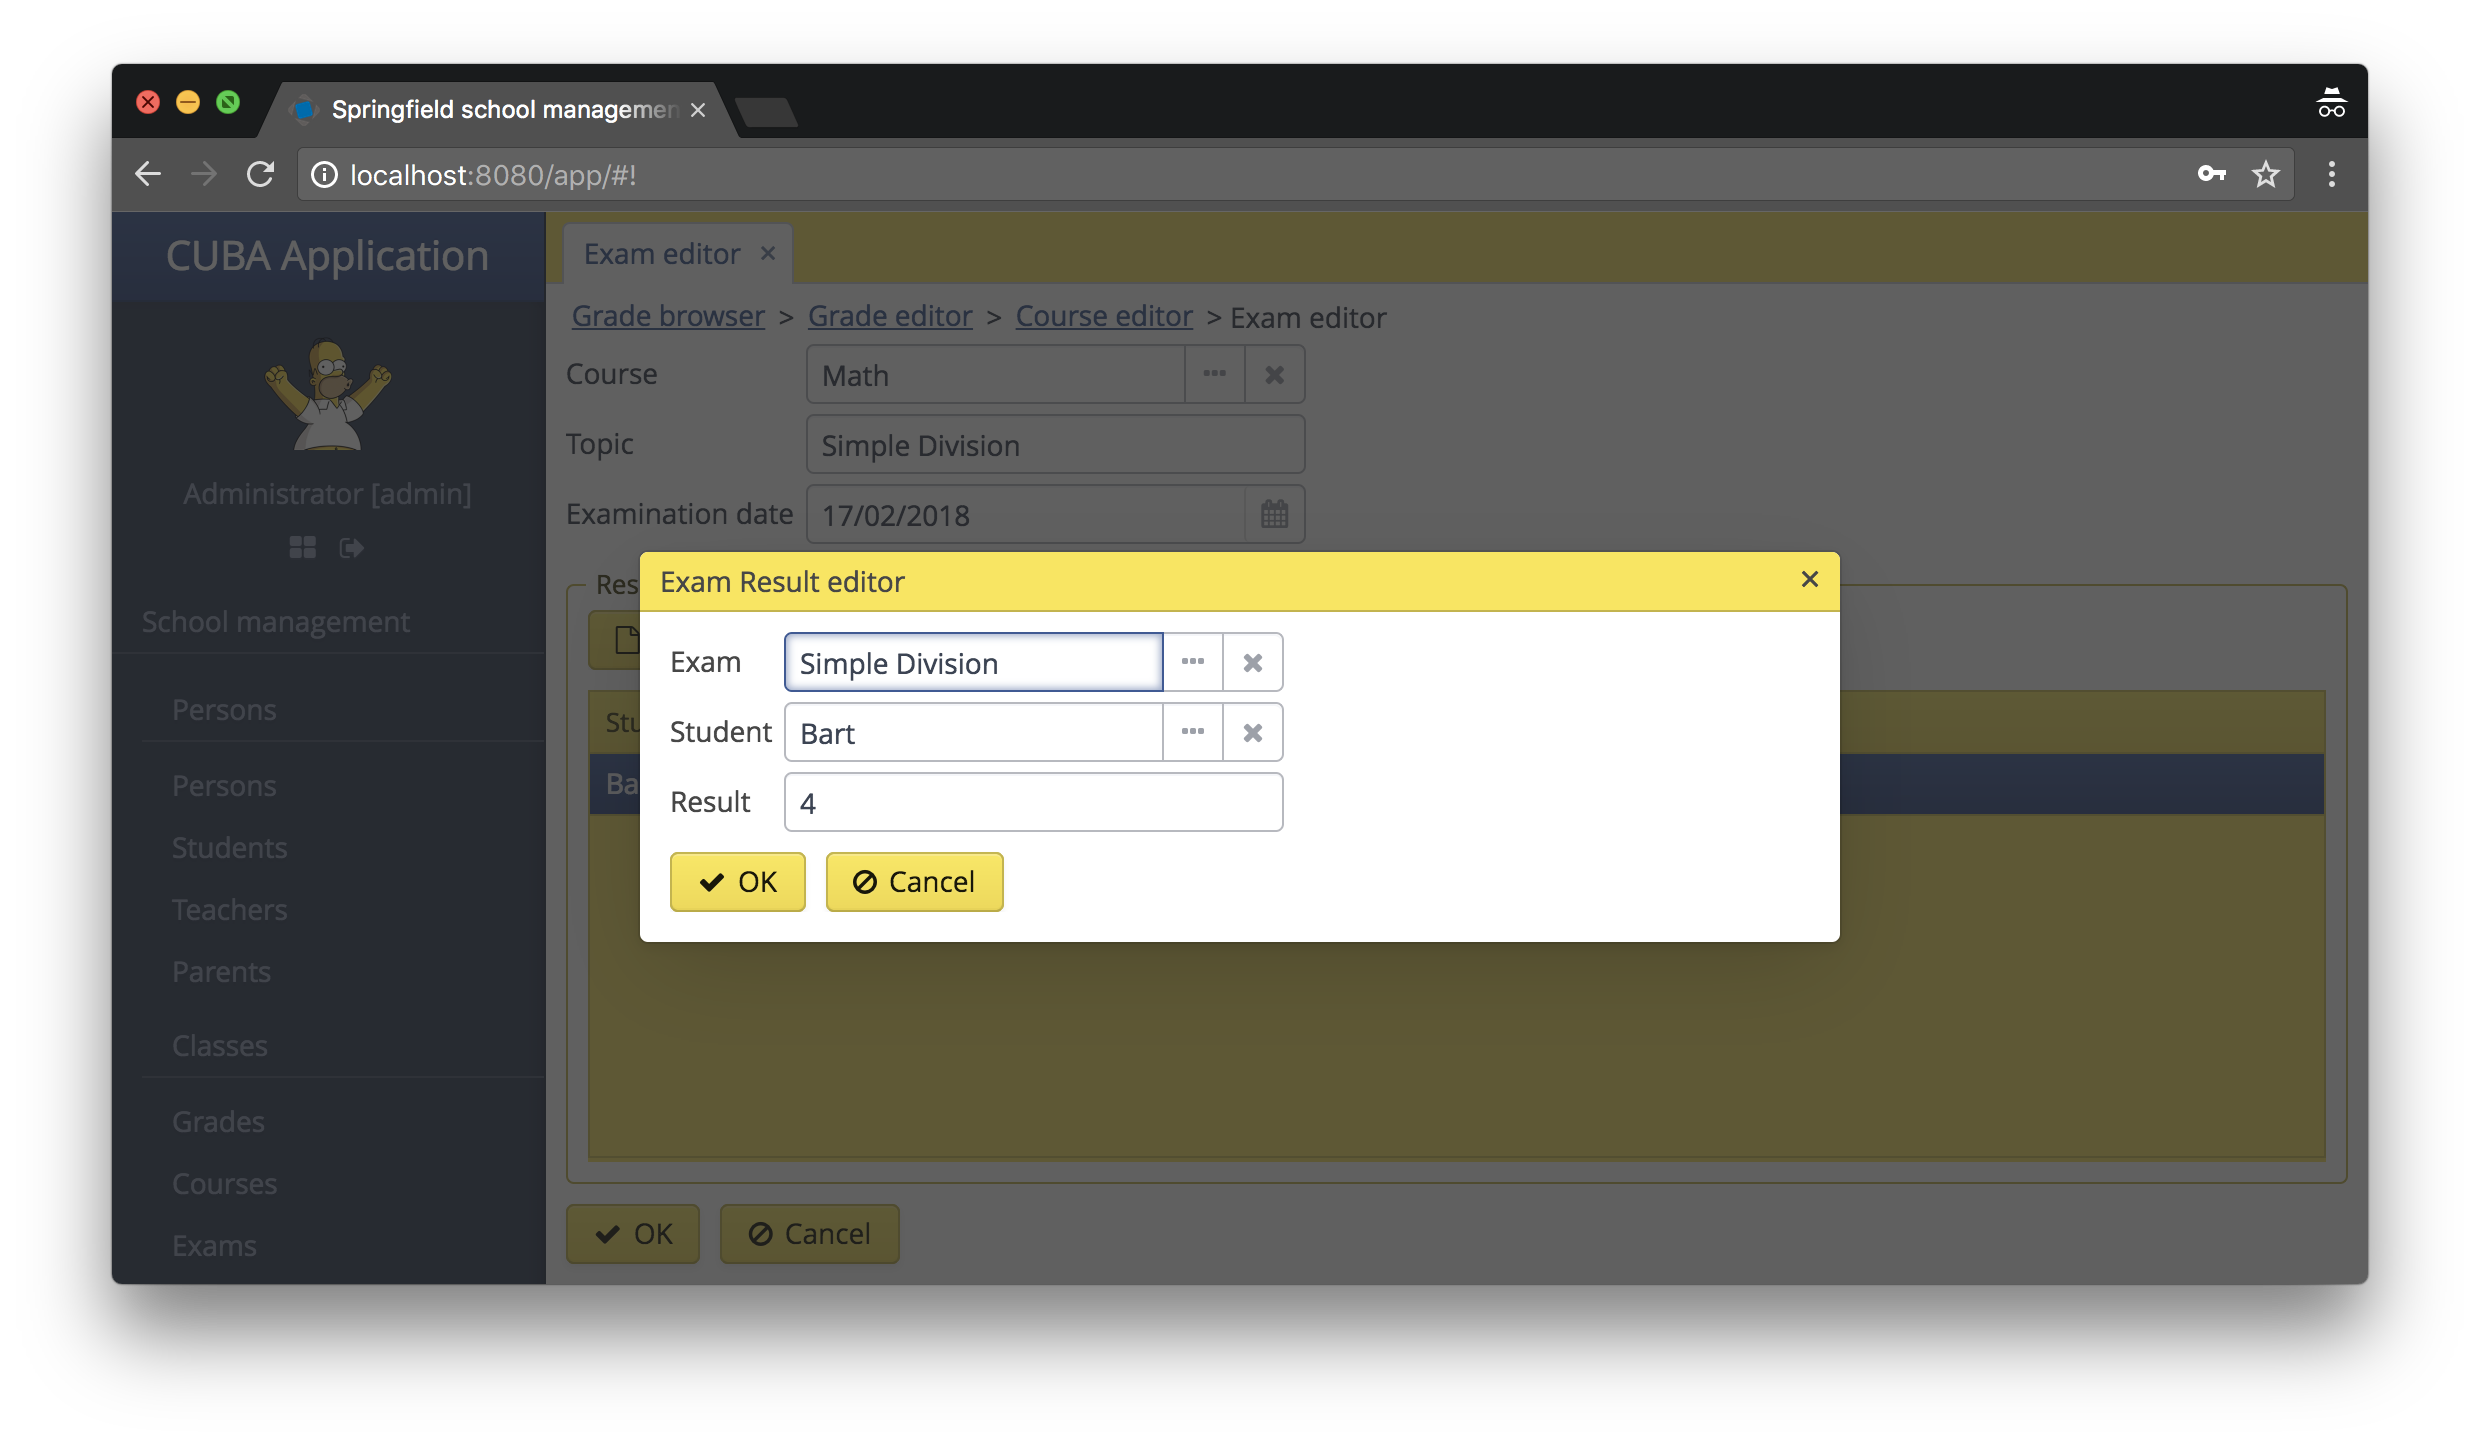 Springfield school managemen
localhost:8080/app/#!
CUBA Application
Administrator [admin]
School management
Persons
Persons
Students
Teachers
Parents
Classes
Grades
Courses
Exams
Exam editor
Grade browser > Grade editor > Course editor > Exam editor
Course Math
Topic Simple Division
Examination date 17/02/2018
Res
Stu
Ba
Exam Result editor
Exam Simple Division
Student Bart
Result 4
OK Cancel
OK Cancel